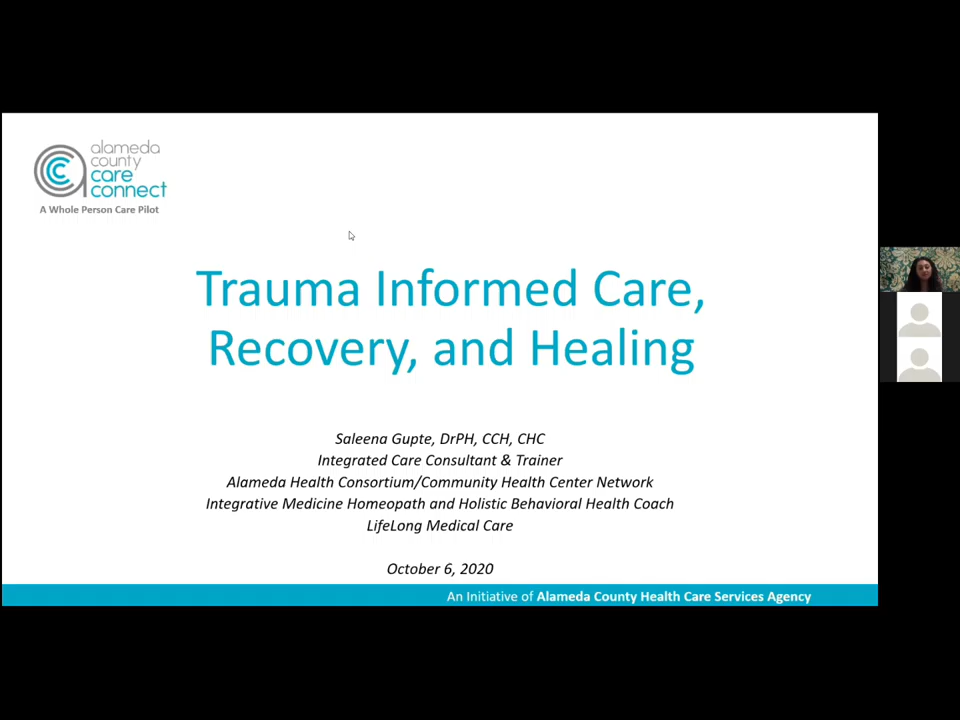 alameda
county
care
connect
A Whole Person Care Pilot
Trauma Informed Care,
Recovery, and Healing
Saleena Gupte, DrPH, CCH, CHC
Integrated Care Consultant & Trainer
Alameda Health Consortium/Community Health Center Network
Integrative Medicine Homeopath and Holistic Behavioral Health Coach
LifeLong Medical Care
October 6, 2020
An Initiative of Alameda County Health Care Services Agency